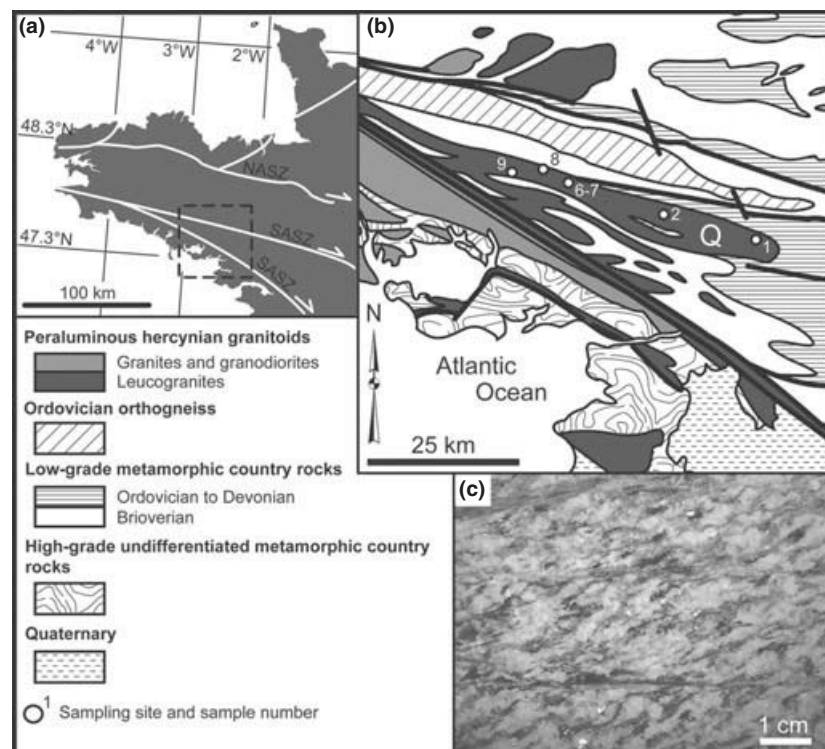 (a)
4°W
3°W
2°W
48.3°N
NASZ
SASZ
47.3°N
SASZ
100 km
(b)
9
8
6-7
2
Q
1
N
Atlantic
Ocean
25 km
Peraluminous hercynian granitoids
Granites and granodiorites
Leucogranites
Ordovician orthogneiss
Low-grade metamorphic country rocks
Ordovician to Devonian
Brioverian
High-grade undifferentiated metamorphic country
rocks
Quaternary
1 Sampling site and sample number
(c)
1 cm